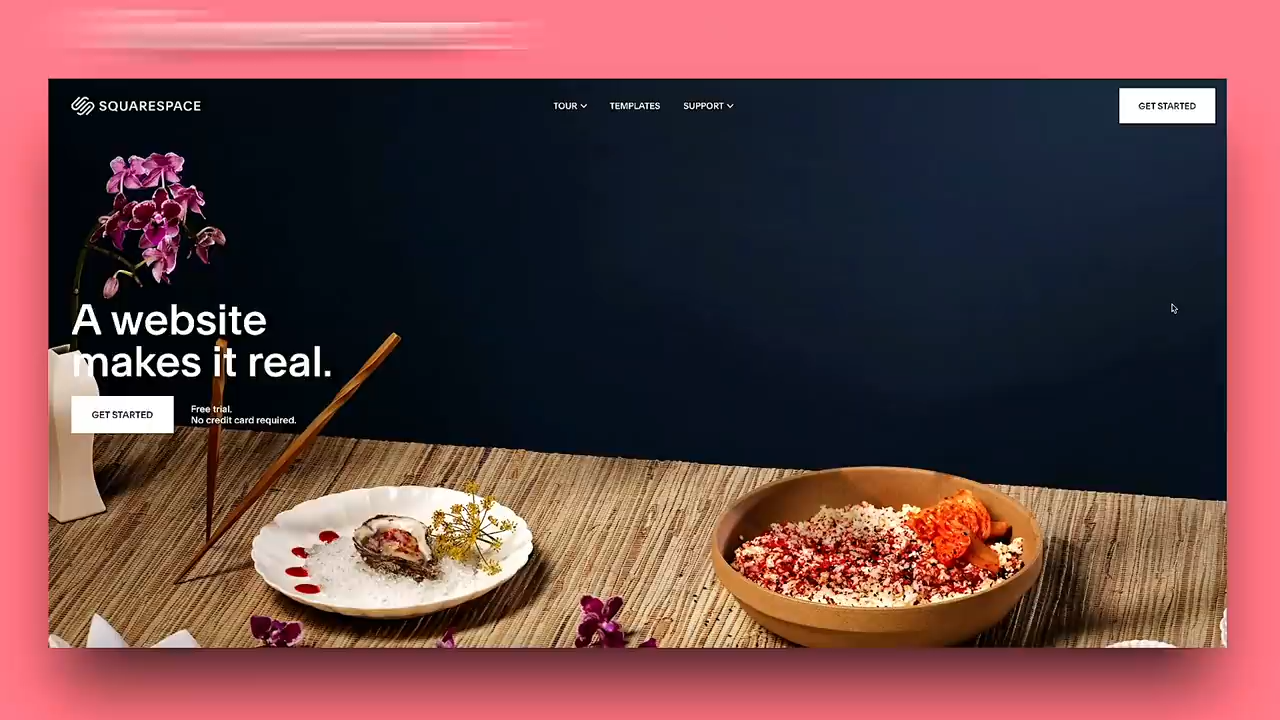 SQUARESPACE
TOUR
TEMPLATES
SUPPORT
GET STARTED
A website
makes it real.
GET STARTED
Free trial.
No credit card required.